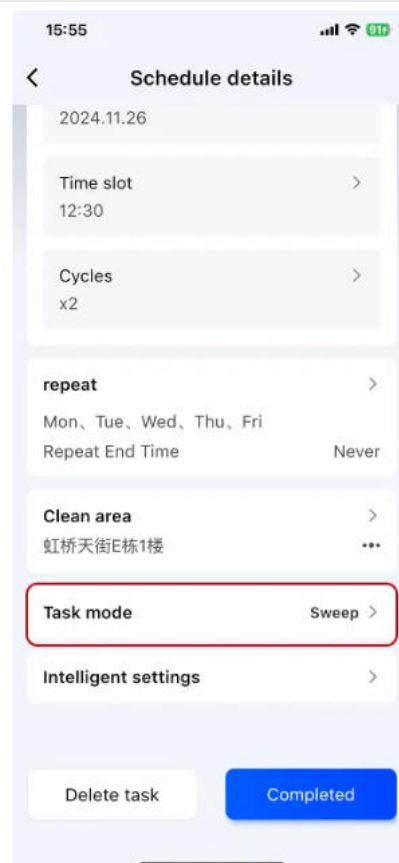 15:55
91+
Schedule details
2024.11.26
Time slot
12:30
Cycles
x2
repeat
Mon、Tue、Wed、Thu、Fri
Repeat End Time Never
Clean area
虹桥天街E栋1楼
Task mode Sweep
Intelligent settings
Delete task Completed